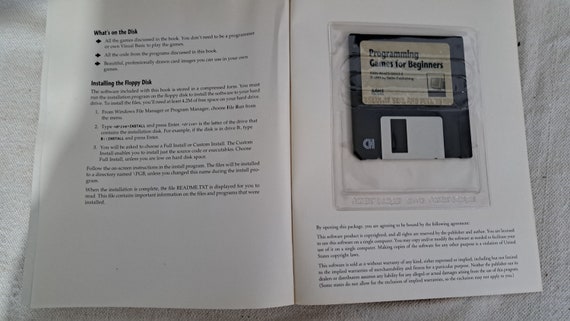 What's on the Disk
All the games discussed in the book. You don't need to be a programmer
or own Visual Basic to play the games.
All the code from the programs discussed in this book.
Beautiful, professionally drawn card images you can use in your own
games.
Installing the Floppy Disk
The software included with this book is stored in a compressed form. You must
run the installation program on the floppy disk to install the software to your hard
drive. To install the files, you'll need at least 4.2M of free space on your hard drive.
1. From Windows File Manager or Program Manager, choose File Run from
the menu.
2. Type <drive>INSTALL and press Enter. <drive> is the letter of the drive that
contains the installation disk. For example, if the disk is in drive B, type
B:INSTALL and press Enter.
3. You will be asked to choose a Full Install or Custom Install. The Custom
Install enables you to install just the source code or executables. Choose
Full Install, unless you are low on hard disk space.
Follow the on-screen instructions in the install program. The files will be installed
to a directory named \PGB, unless you changed this name during the install pro-
gram.
When the installation is complete, the file README.TXT is displayed for you to
read. This file contains important information on the files and programs that were
installed.
Programming
Games for Beginners
By opening this package, you are agreeing to be bound by the following agreement:
This software product is copyrighted, and all rights are reserved by the publisher and author. You are licensed
to use this software on a single computer. You may copy and/or modify the software as needed to facilitate your
use of it on a single computer. Making copies of the software for any other purpose is a violation of United
States copyright laws.
This software is sold as is without warranty of any kind, either expressed or implied, including but not limited
to the implied warranties of merchantability and fitness for a particular purpose. Neither the publisher nor its
dealers or distributors assumes any liability for any alleged or actual damages arising from the use of this program.
(Some states do not allow for the exclusion of implied warranties, so the exclusion may not apply to you.)